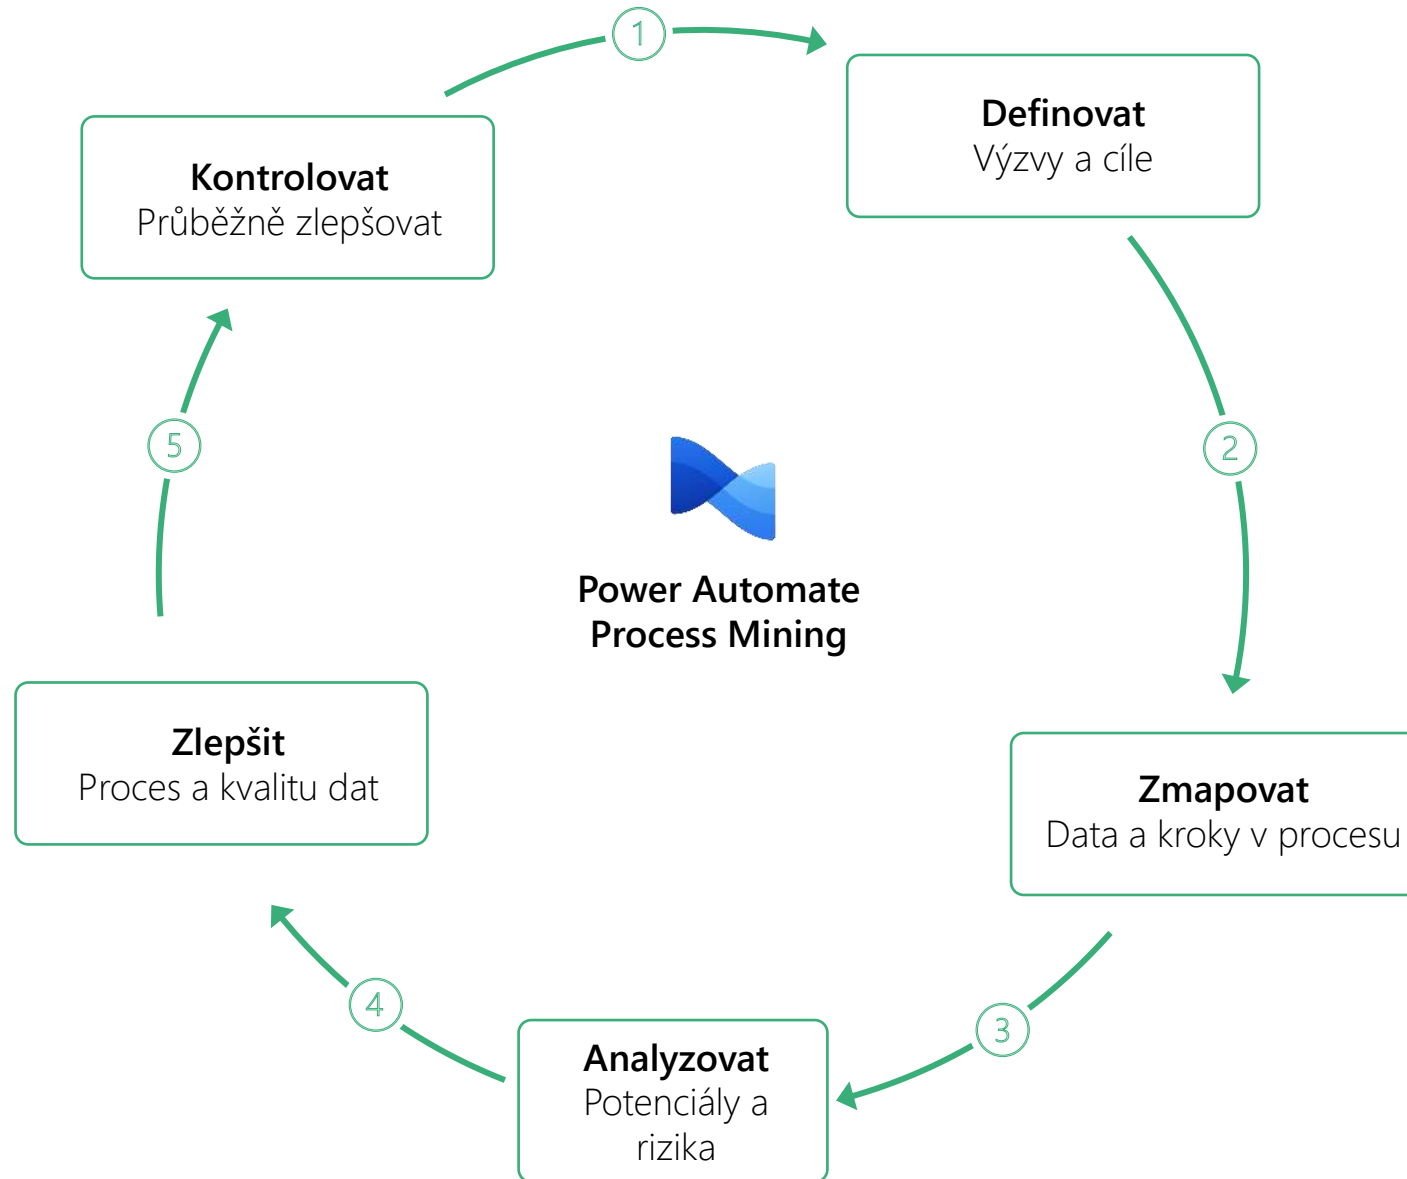 1
Definovat
Výzvy a cíle
Kontrolovat
Průběžně zlepšovat
5
2
Power Automate
Process Mining
Zlepšit
Proces a kvalitu dat
Zmapovat
Data a kroky v procesu
4
3
Analyzovat
Potenciály a
rizika